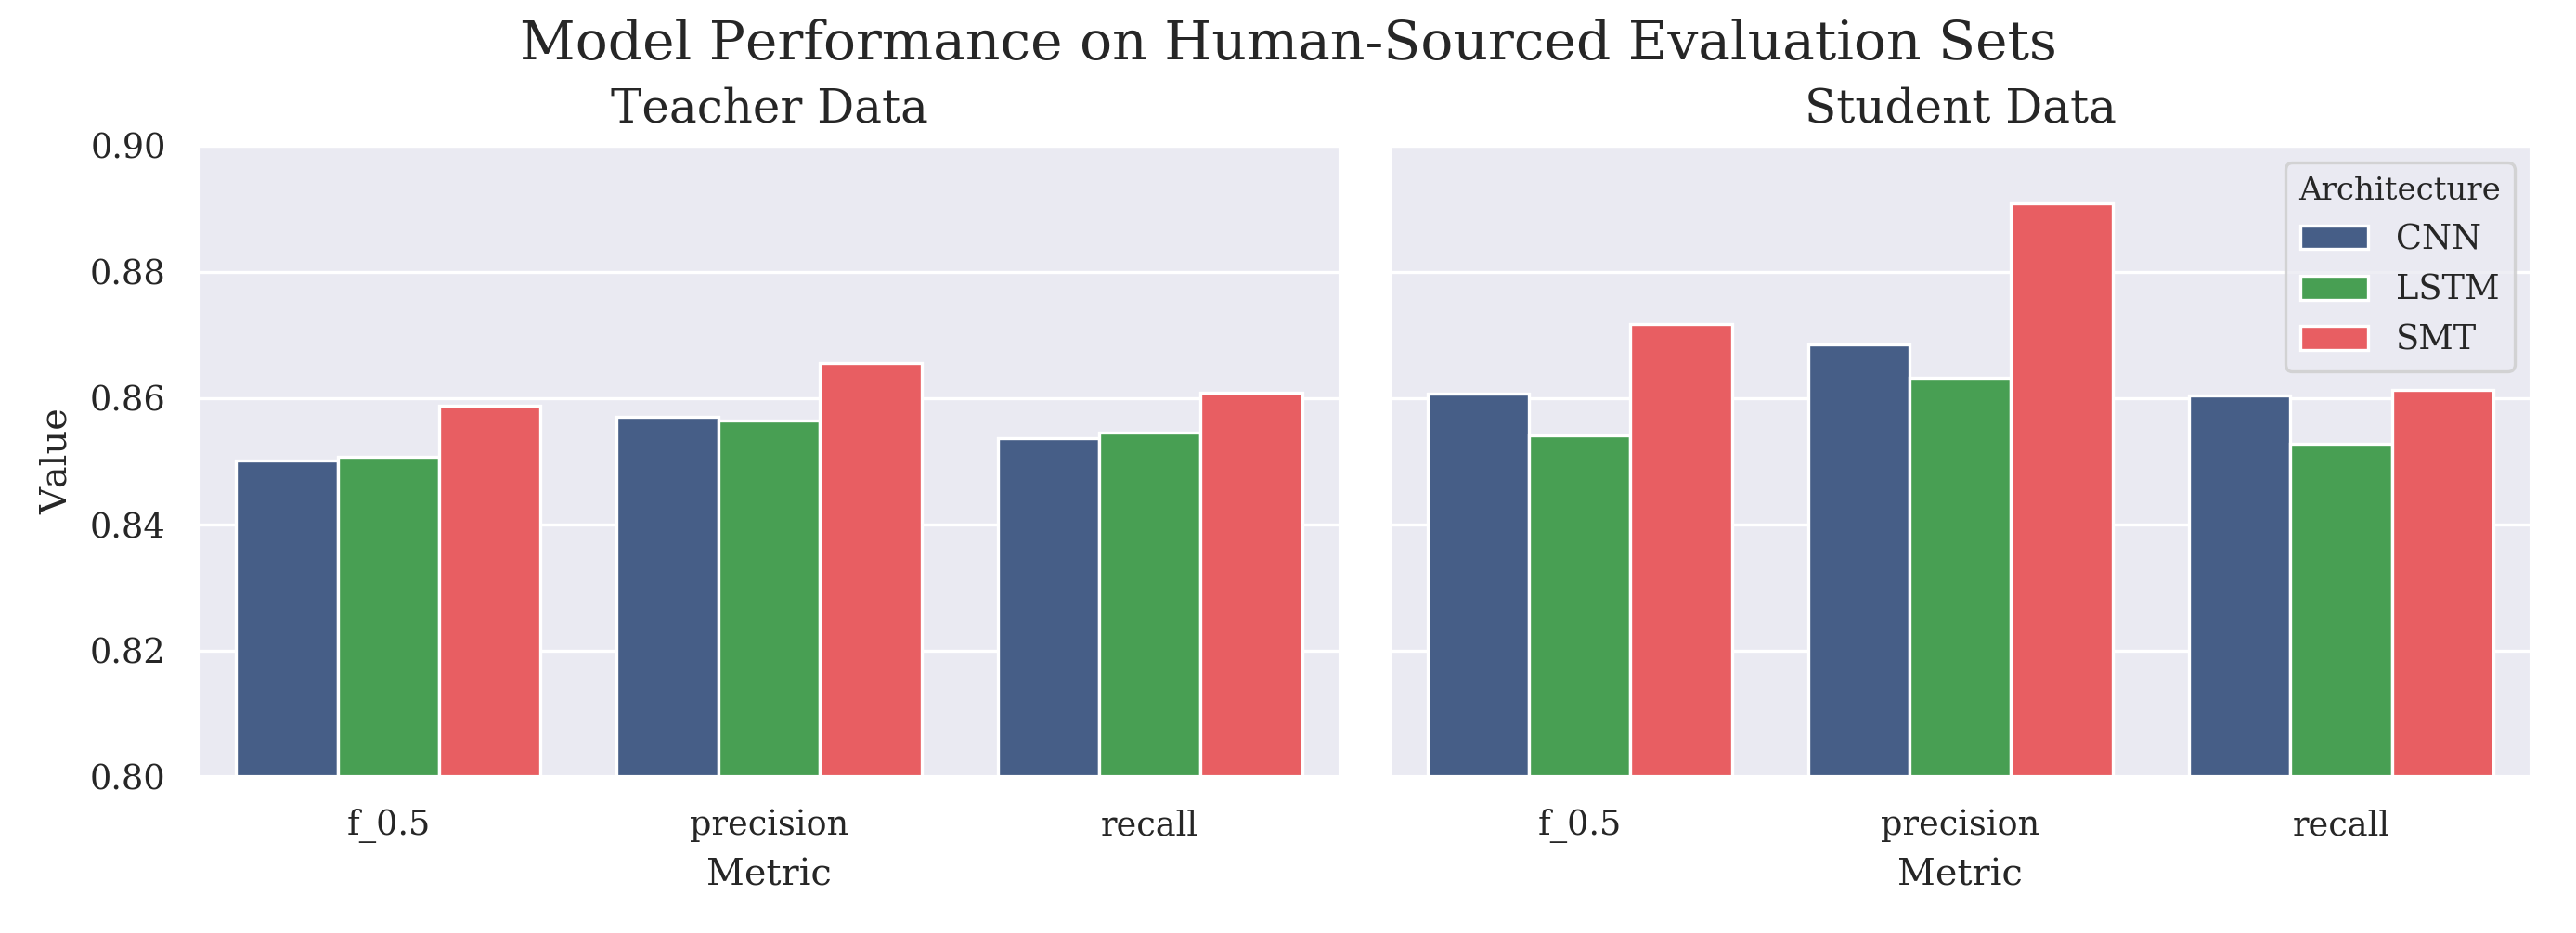 Model Performance on Human-Sourced Evaluation Sets
Teacher Data
Student Data
Value
0.90
0.88
0.86
0.84
0.82
0.80
f_0.5
precision
recall
Metric
f_0.5
precision
recall
Metric
Architecture
CNN
LSTM
SMT